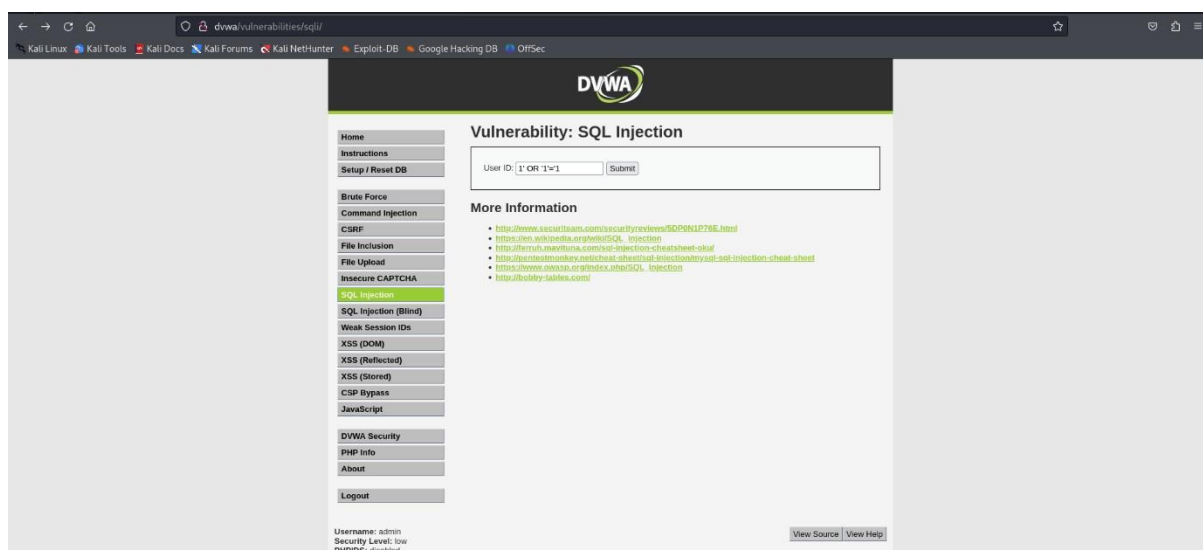 dvwa/vulnerabilities/sqli/
Kali Linux Kali Tools Kali Docs Kali Forums Kali NetHunter Exploit-DB Google Hacking DB OffSec
DVWA
Home
Instructions
Setup / Reset DB
Brute Force
Command Injection
CSRF
File Inclusion
File Upload
Insecure CAPTCHA
SQL Injection
SQL Injection (Blind)
Weak Session IDs
XSS (DOM)
XSS (Reflected)
XSS (Stored)
CSP Bypass
JavaScript
DVWA Security
PHP Info
About
Logout
Vulnerability: SQL Injection
User ID: 1' OR '1'='1 Submit
More Information
http://www.securiteam.com/securityreviews/5DP0N1P76E.html
https://en.wikipedia.org/wiki/SQL_injection
http://ferruh.mavituna.com/sql-injection-cheatsheet-oku/
http://pentestmonkey.net/cheat-sheet/sql-injection/mysql-sql-injection-cheat-sheet
https://www.owasp.org/index.php/SQL_Injection
http://bobby-tables.com/
Username: admin
Security Level: low
PHPIDS: disabled
View Source View Help